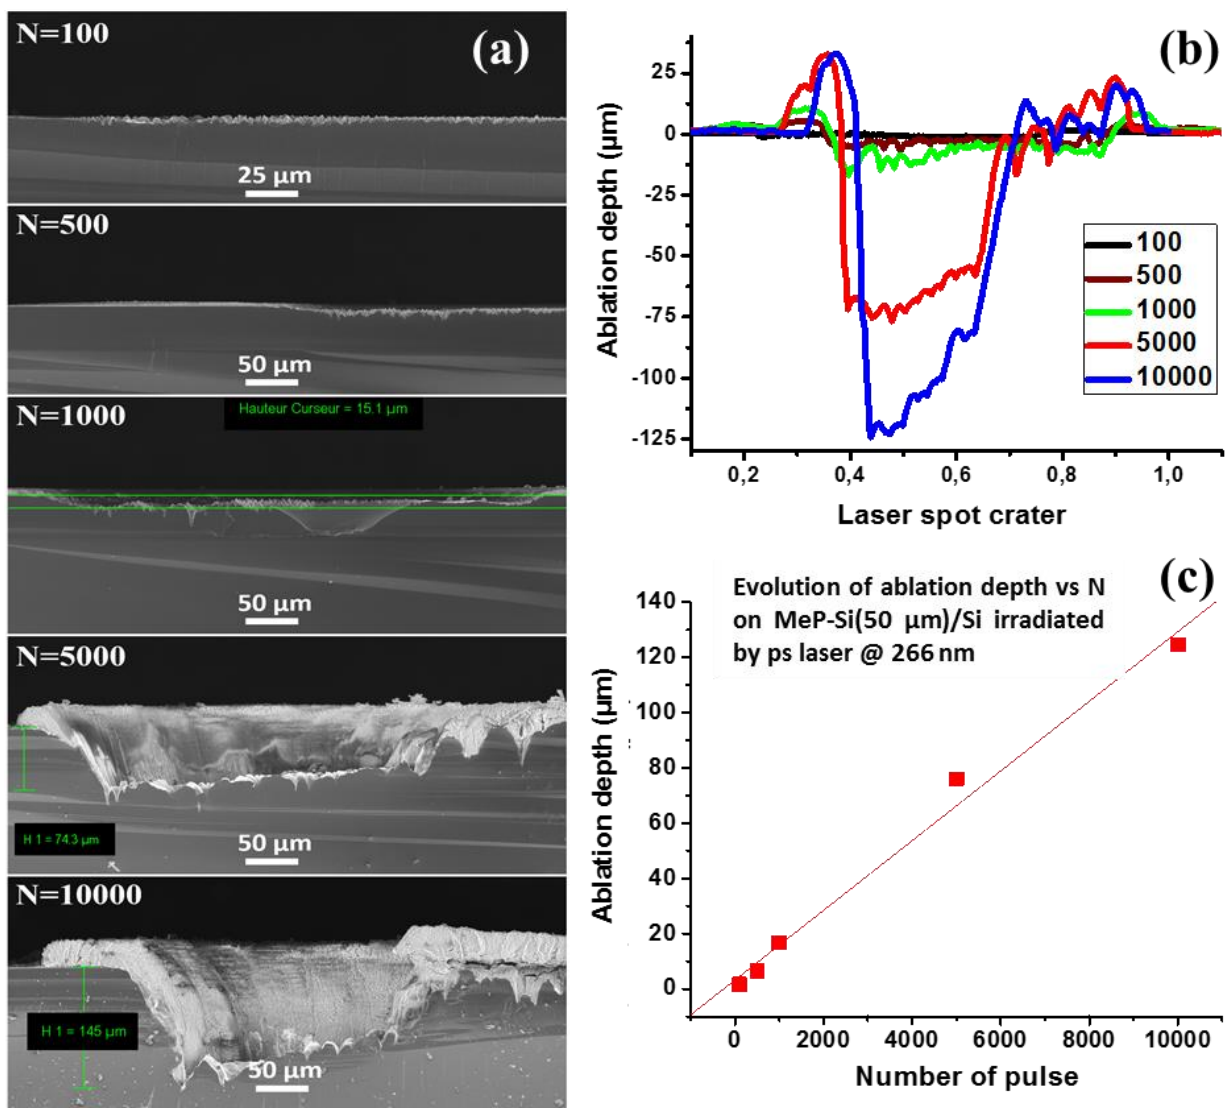 N=100
(a)
25 µm
N=500
50 µm
N=1000
Hauteur Curseur = 15.1 µm
50 µm
N=5000
H 1 = 74.3 µm
50 µm
N=10000
H 1 = 145 µm
50 µm
(b)
Ablation depth (µm)
25
0
-25
-50
-75
-100
-125
0,2
0,4
0,6
0,8
1,0
Laser spot crater
100
500
1000
5000
10000
(c)
Evolution of ablation depth vs N
on MeP-Si(50 µm)/Si irradiated
by ps laser @ 266 nm
Ablation depth (µm)
140
120
100
80
60
40
20
0
0
2000
4000
6000
8000
10000
Number of pulse